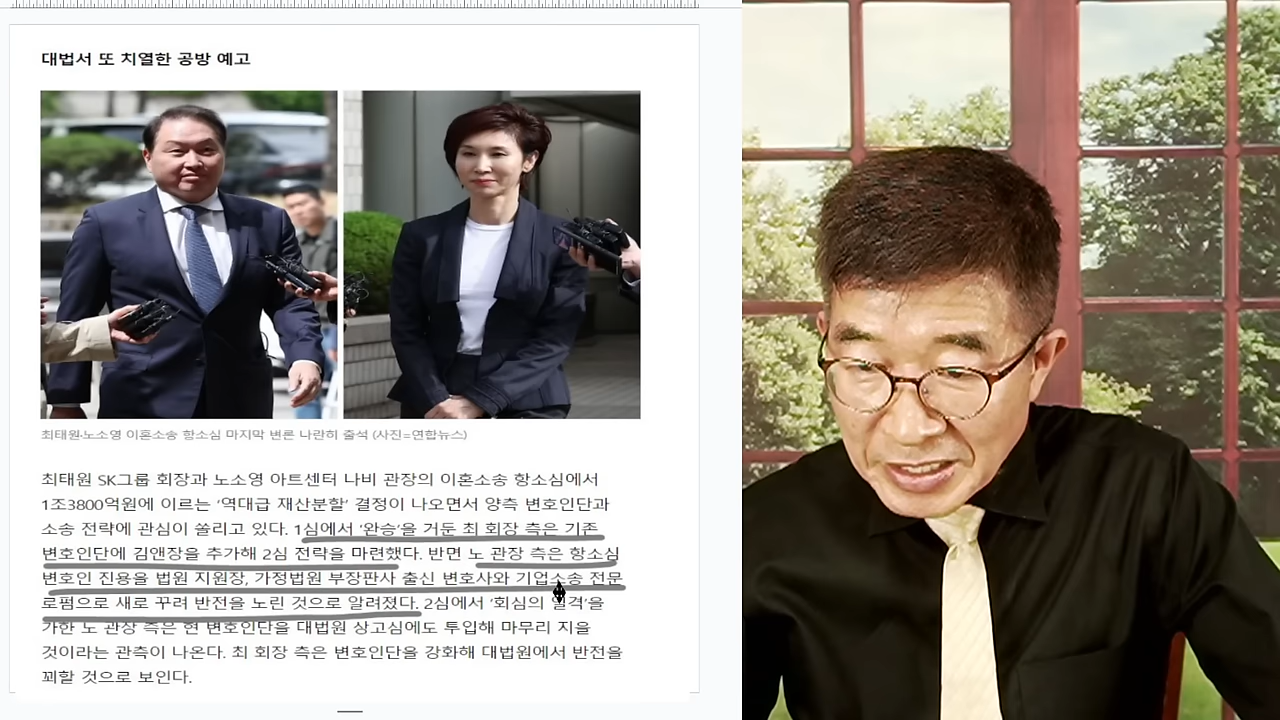 대법서 또 치열한 공방 예고
최태원·노소영 이혼소송 항소심 마지막 변론 나란히 출석 (사진=연합뉴스)
최태원 SK그룹 회장과 노소영 아트센터 나비 관장의 이혼소송 항소심에서
1조3800억원에 이르는 ‘역대급 재산분할’ 결정이 나오면서 양측 변호인단과
소송 전략에 관심이 쏠리고 있다. 1심에서 ‘완승’을 거둔 최 회장 측은 기존
변호인단에 김앤장을 추가해 2심 전략을 마련했다. 반면 노 관장 측은 항소심
변호인 진용을 법원 지원장, 가정법원 부장판사 출신 변호사와 기업소송 전문
로펌으로 새로 꾸려 반전을 노린 것으로 알려졌다. 2심에서 ‘회심의 일격’을
가한 노 관장 측은 현 변호인단을 대법원 상고심에도 투입해 마무리 지을
것이라는 관측이 나온다. 최 회장 측은 변호인단을 강화해 대법원에서 반전을
꾀할 것으로 보인다.